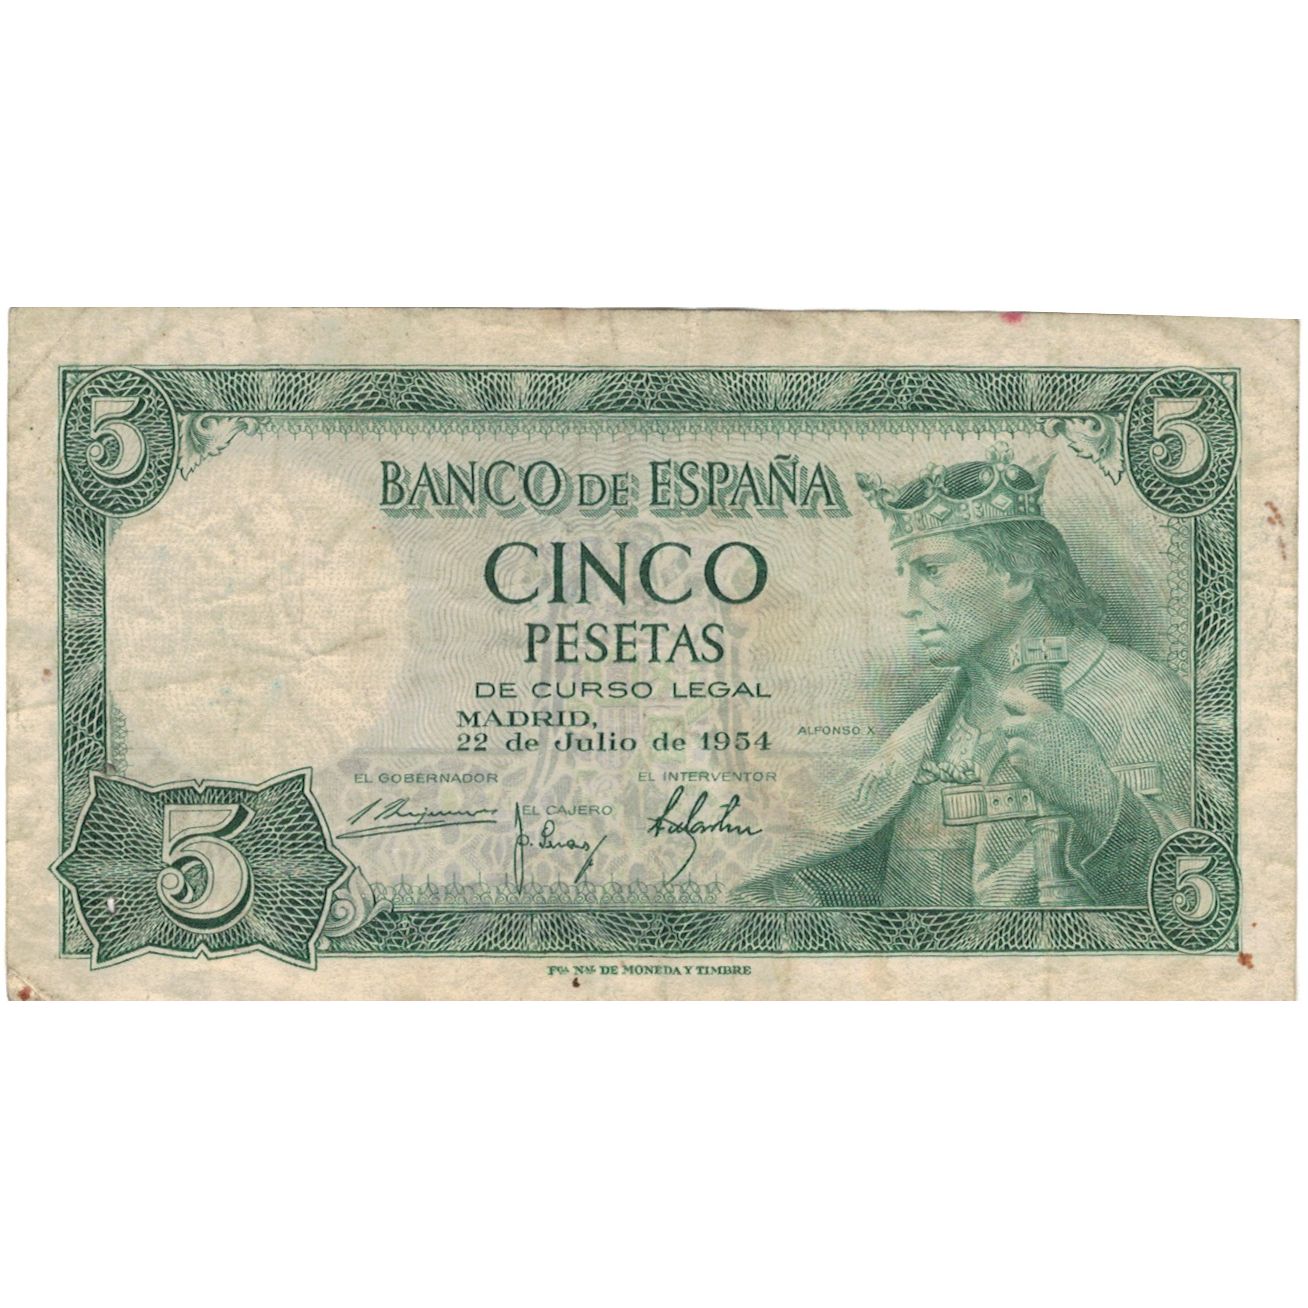 5
5
BANCO DE ESPAÑA
CINCO
PESETAS
DE CURSO LEGAL
MADRID,
22 de Julio de 1954
ALFONSO X
EL GOBERNADOR
EL INTERVENTOR
EL CAJERO
5
5
Fca. Nal. DE MONEDA Y TIMBRE